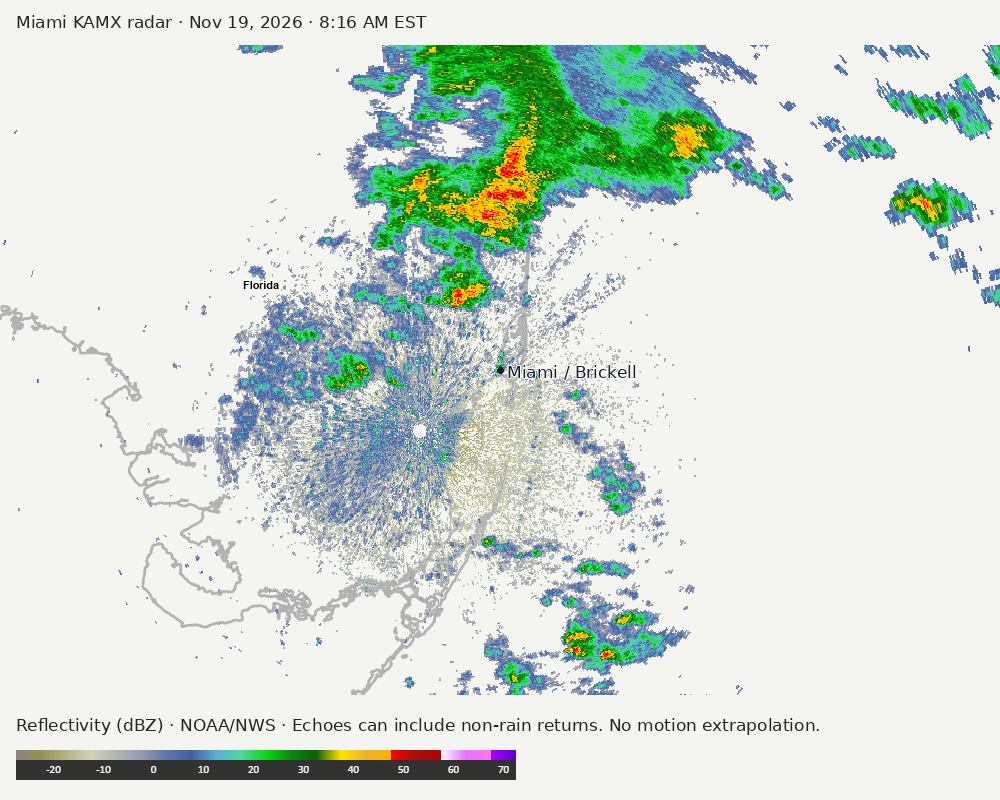 Miami KAMX radar · Nov 19, 2026 · 8:16 AM EST
Florida
Miami / Brickell
Reflectivity (dBZ) · NOAA/NWS · Echoes can include non-rain returns. No motion extrapolation.
-20 -10 0 10 20 30 40 50 60 70